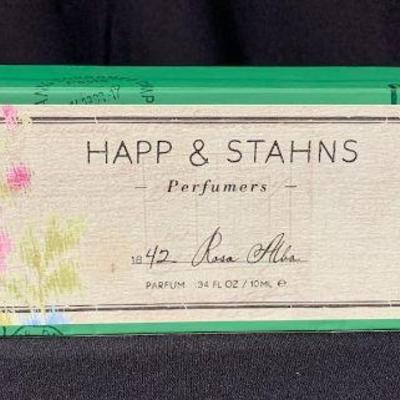 HAPP & STAHNS
- Perfumers -
1842 Rosa Alba
PARFUM .34 FL OZ / 10ML ℮